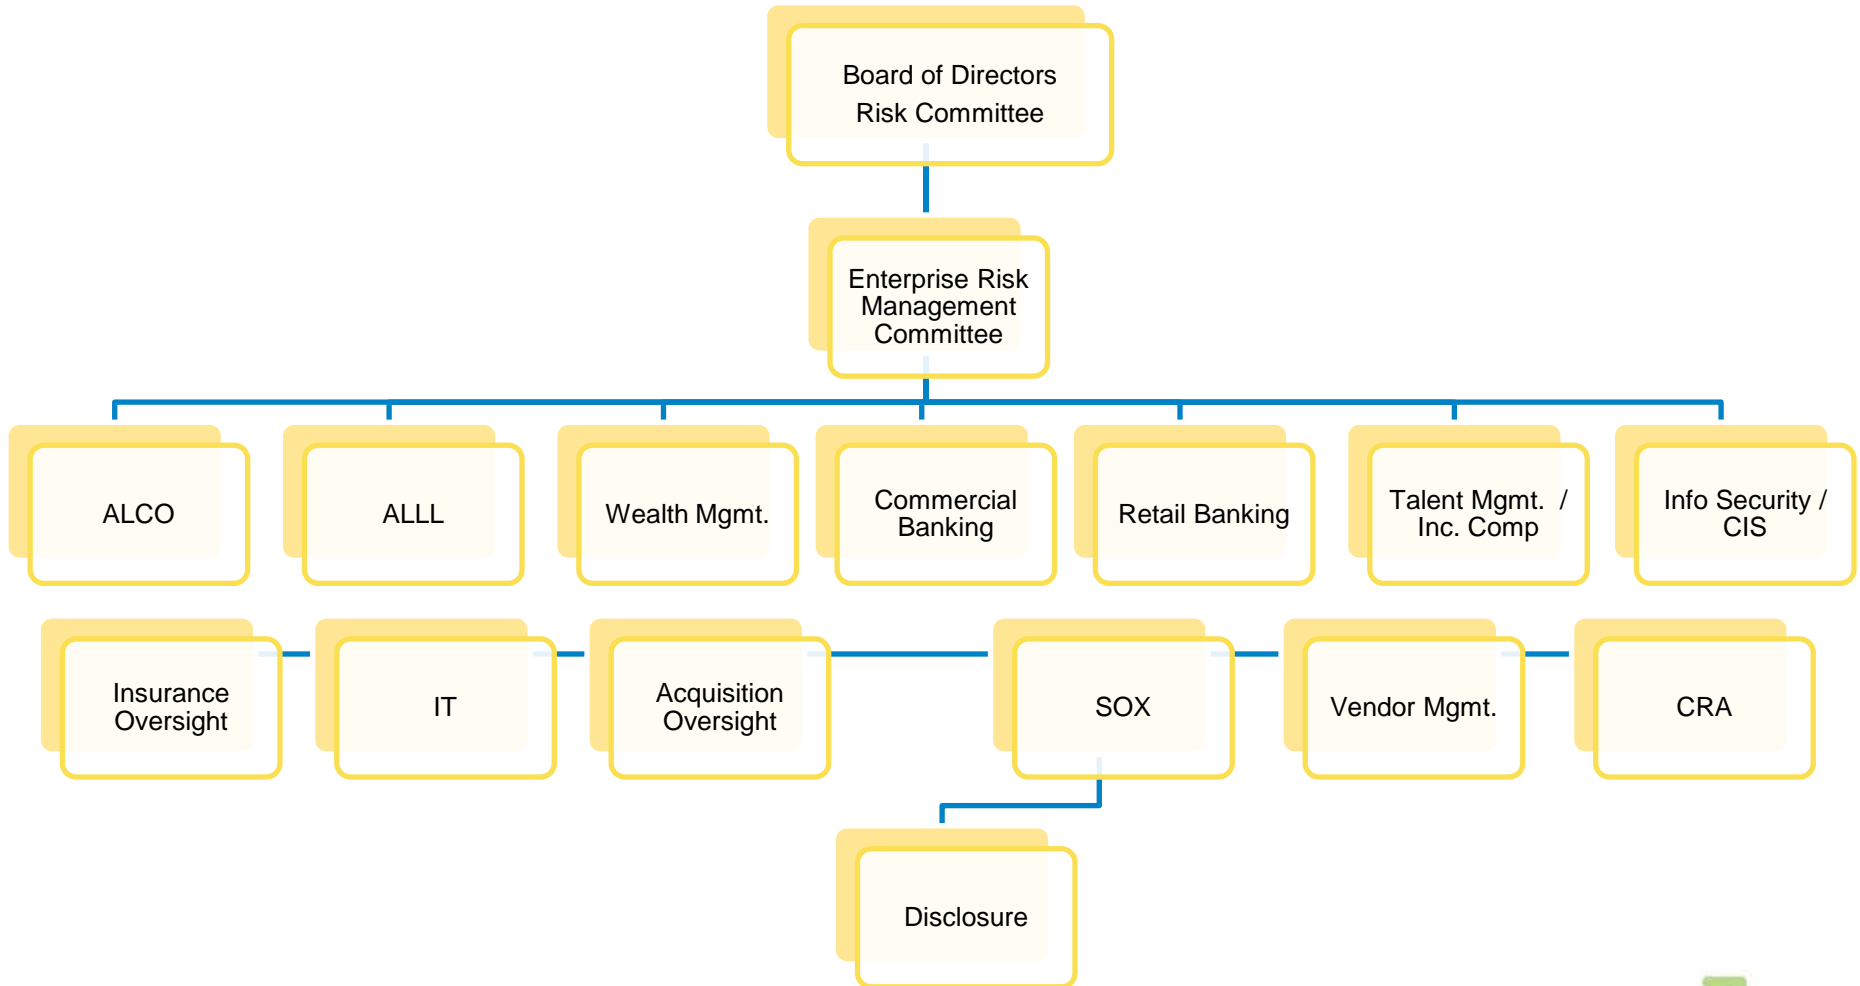 Board of Directors
Risk Committee
Enterprise Risk
Management
Committee
ALCO
ALLL
Wealth Mgmt.
Commercial
Banking
Retail Banking
Talent Mgmt. /
Inc. Comp
Info Security /
CIS
Insurance
Oversight
IT
Acquisition
Oversight
SOX
Vendor Mgmt.
CRA
Disclosure